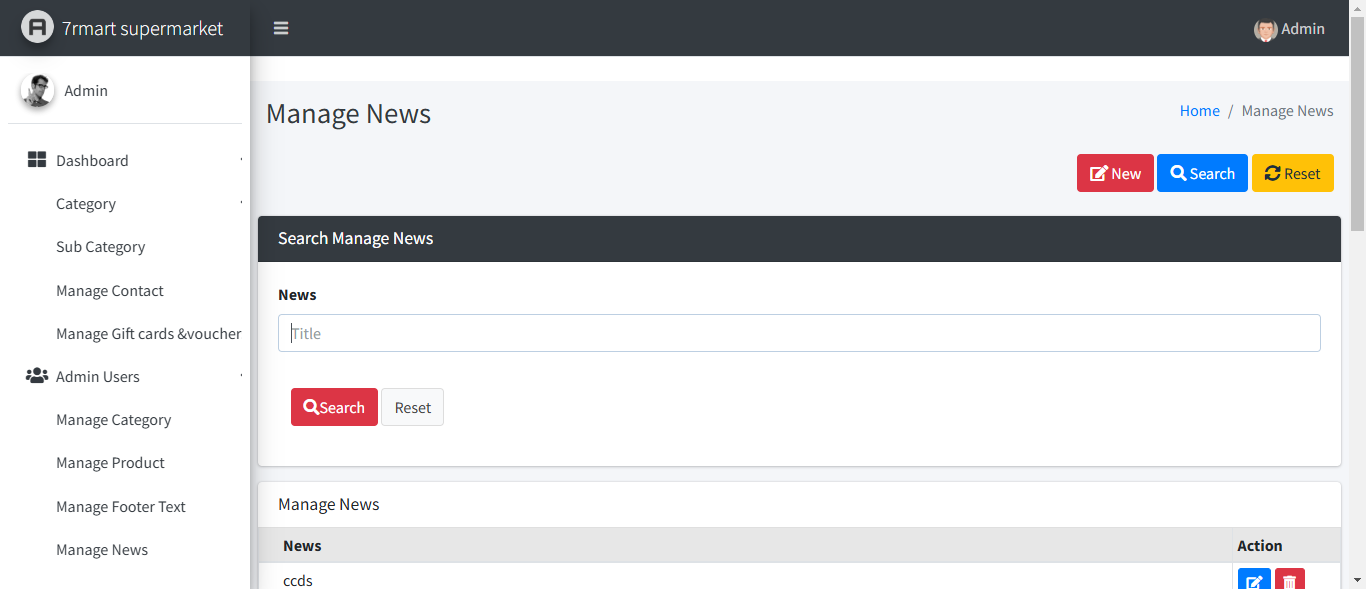 7rmart supermarket
Admin
Admin
Dashboard
Category
Sub Category
Manage Contact
Manage Gift cards &voucher
Admin Users
Manage Category
Manage Product
Manage Footer Text
Manage News
Manage News
Home / Manage News
New Search Reset
Search Manage News
News
Title
Search Reset
Manage News
News Action
ccds